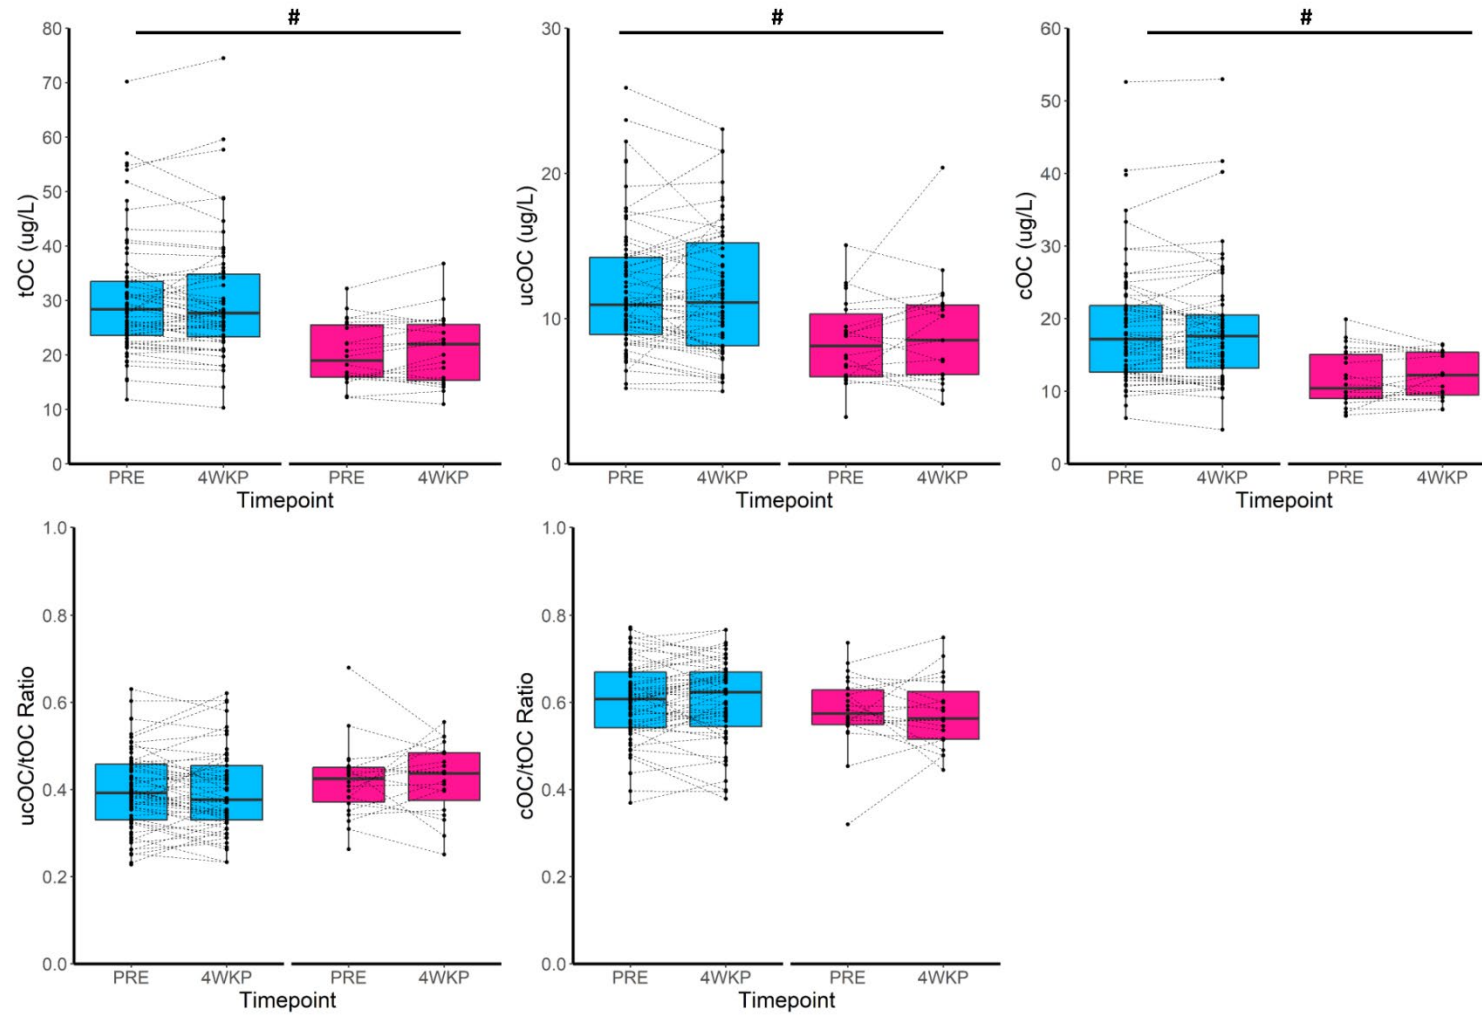 #
#
#
80
70
60
50
40
30
20
10
0
tOC (ug/L)
PRE
4WKP
PRE
4WKP
Timepoint
30
20
10
0
ucOC (ug/L)
PRE
4WKP
PRE
4WKP
Timepoint
60
50
40
30
20
10
0
cOC (ug/L)
PRE
4WKP
PRE
4WKP
Timepoint
1.0
0.8
0.6
0.4
0.2
0.0
ucOC/tOC Ratio
PRE
4WKP
PRE
4WKP
Timepoint
1.0
0.8
0.6
0.4
0.2
0.0
cOC/tOC Ratio
PRE
4WKP
PRE
4WKP
Timepoint